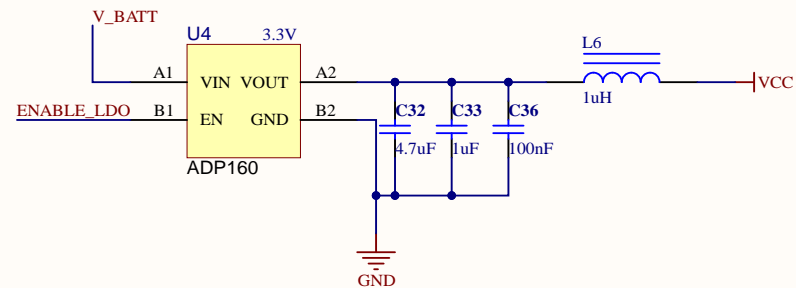 V_BATT
U4
3.3V
L6
A1
VIN
VOUT
A2
VCC
1uH
ENABLE_LDO
B1
EN
GND
B2
C32
C33
C36
4.7uF
1uF
100nF
ADP160
GND